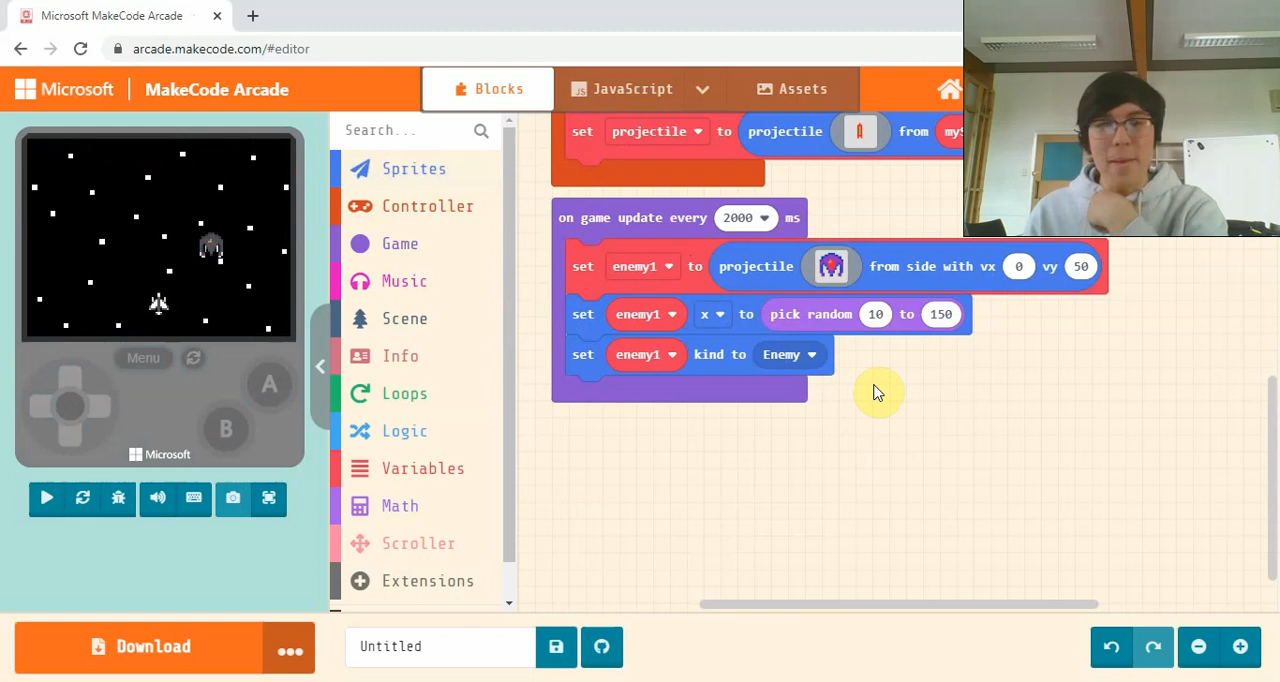 Microsoft MakeCode Arcade
arcade.makecode.com/#editor
Microsoft | MakeCode Arcade
Blocks
JavaScript
Assets
Search...
Sprites
Controller
Game
Music
Scene
Info
Loops
Logic
Variables
Math
Scroller
Extensions
Menu
A
B
Microsoft
set projectile to projectile from
on game update every 2000 ms
set enemy1 to projectile from side with vx 0 vy 50
set enemy1 x to pick random 10 to 150
set enemy1 kind to Enemy
Download
Untitled